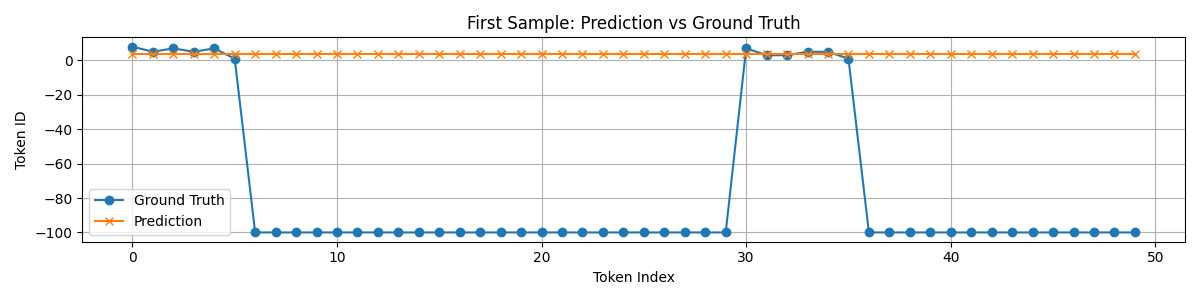 First Sample: Prediction vs Ground Truth
Token ID
0
−20
−40
−60
−80
−100
Ground Truth
Prediction
0
10
20
30
40
50
Token Index